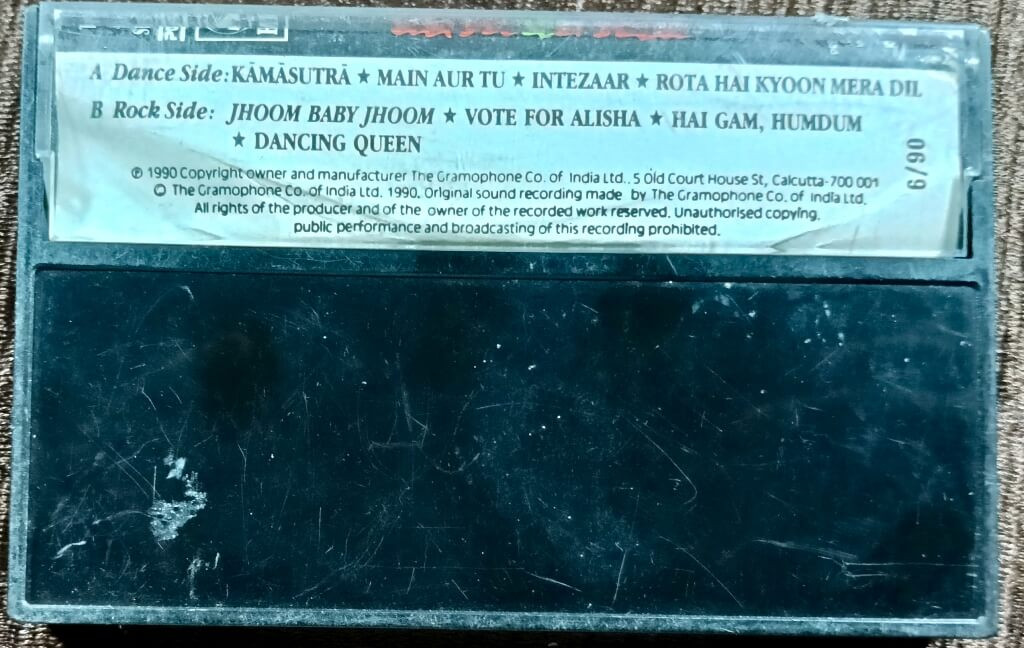 A Dance Side: KĀMĀSUTRĀ ★ MAIN AUR TU ★ INTEZAAR ★ ROTA HAI KYOON MERA DIL
B Rock Side: JHOOM BABY JHOOM ★ VOTE FOR ALISHA ★ HAI GAM, HUMDUM
★ DANCING QUEEN
℗ 1990 Copyright owner and manufacturer The Gramophone Co. of India Ltd., 5 Old Court House St, Calcutta-700 001
© The Gramophone Co. of India Ltd. 1990. Original sound recording made by The Gramophone Co. of India Ltd.
All rights of the producer and of the owner of the recorded work reserved. Unauthorised copying,
public performance and broadcasting of this recording prohibited.
6/90